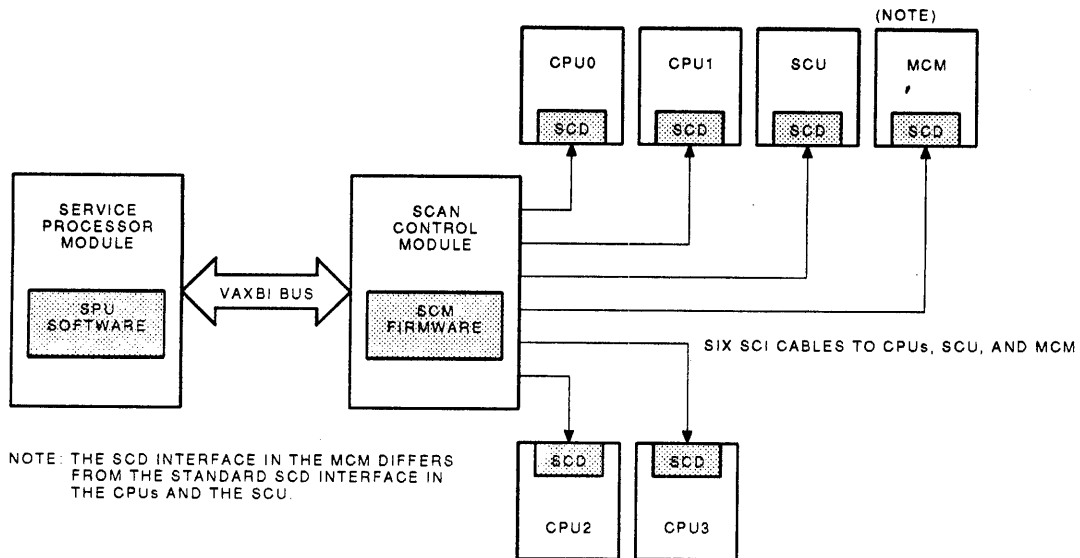 (NOTE)
CPU0
CPU1
SCU
MCM
SCD
SCD
SCD
SCD
SERVICE
PROCESSOR
MODULE
SCAN
CONTROL
MODULE
VAXBI BUS
SPU
SOFTWARE
SCM
FIRMWARE
SIX SCI CABLES TO CPUs, SCU, AND MCM
NOTE: THE SCD INTERFACE IN THE MCM DIFFERS
FROM THE STANDARD SCD INTERFACE IN
THE CPUs AND THE SCU.
SCD
SCD
CPU2
CPU3